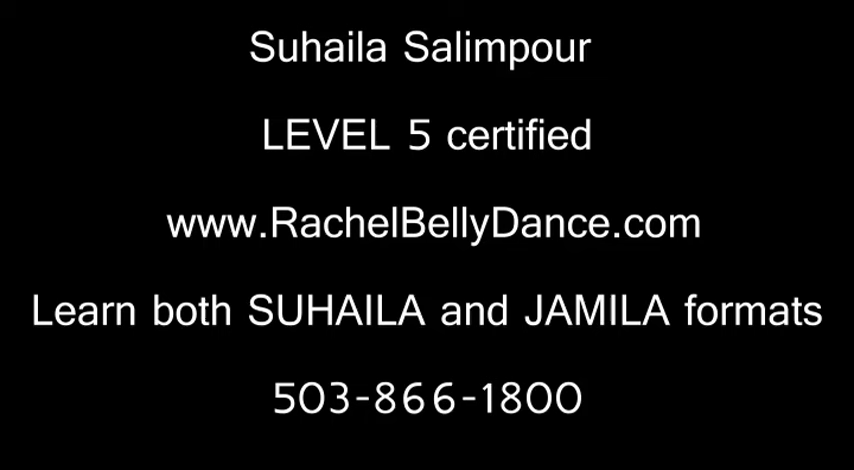 Suhaila Salimpour
LEVEL 5 certified
www.RachelBellyDance.com
Learn both SUHAILA and JAMILA formats
503-866-1800